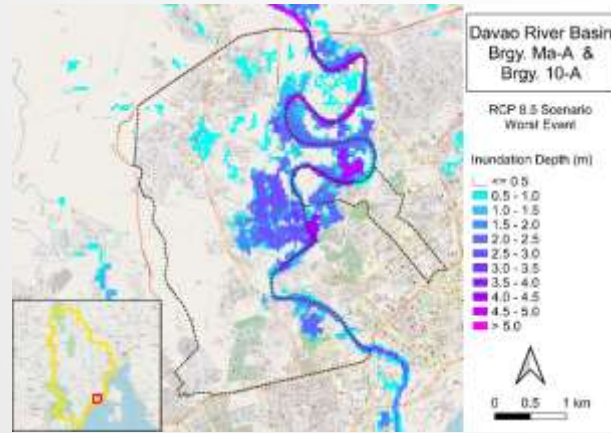 Davao River Basin
Brgy. Ma-A &
Brgy. 10-A
RCP 8.5 Scenario
Worst Event
Inundation Depth (m)
<= 0.5
0.5 - 1.0
1.0 - 1.5
1.5 - 2.0
2.0 - 2.5
2.5 - 3.0
3.0 - 3.5
3.5 - 4.0
4.0 - 4.5
4.5 - 5.0
> 5.0
0 0.5 1 km